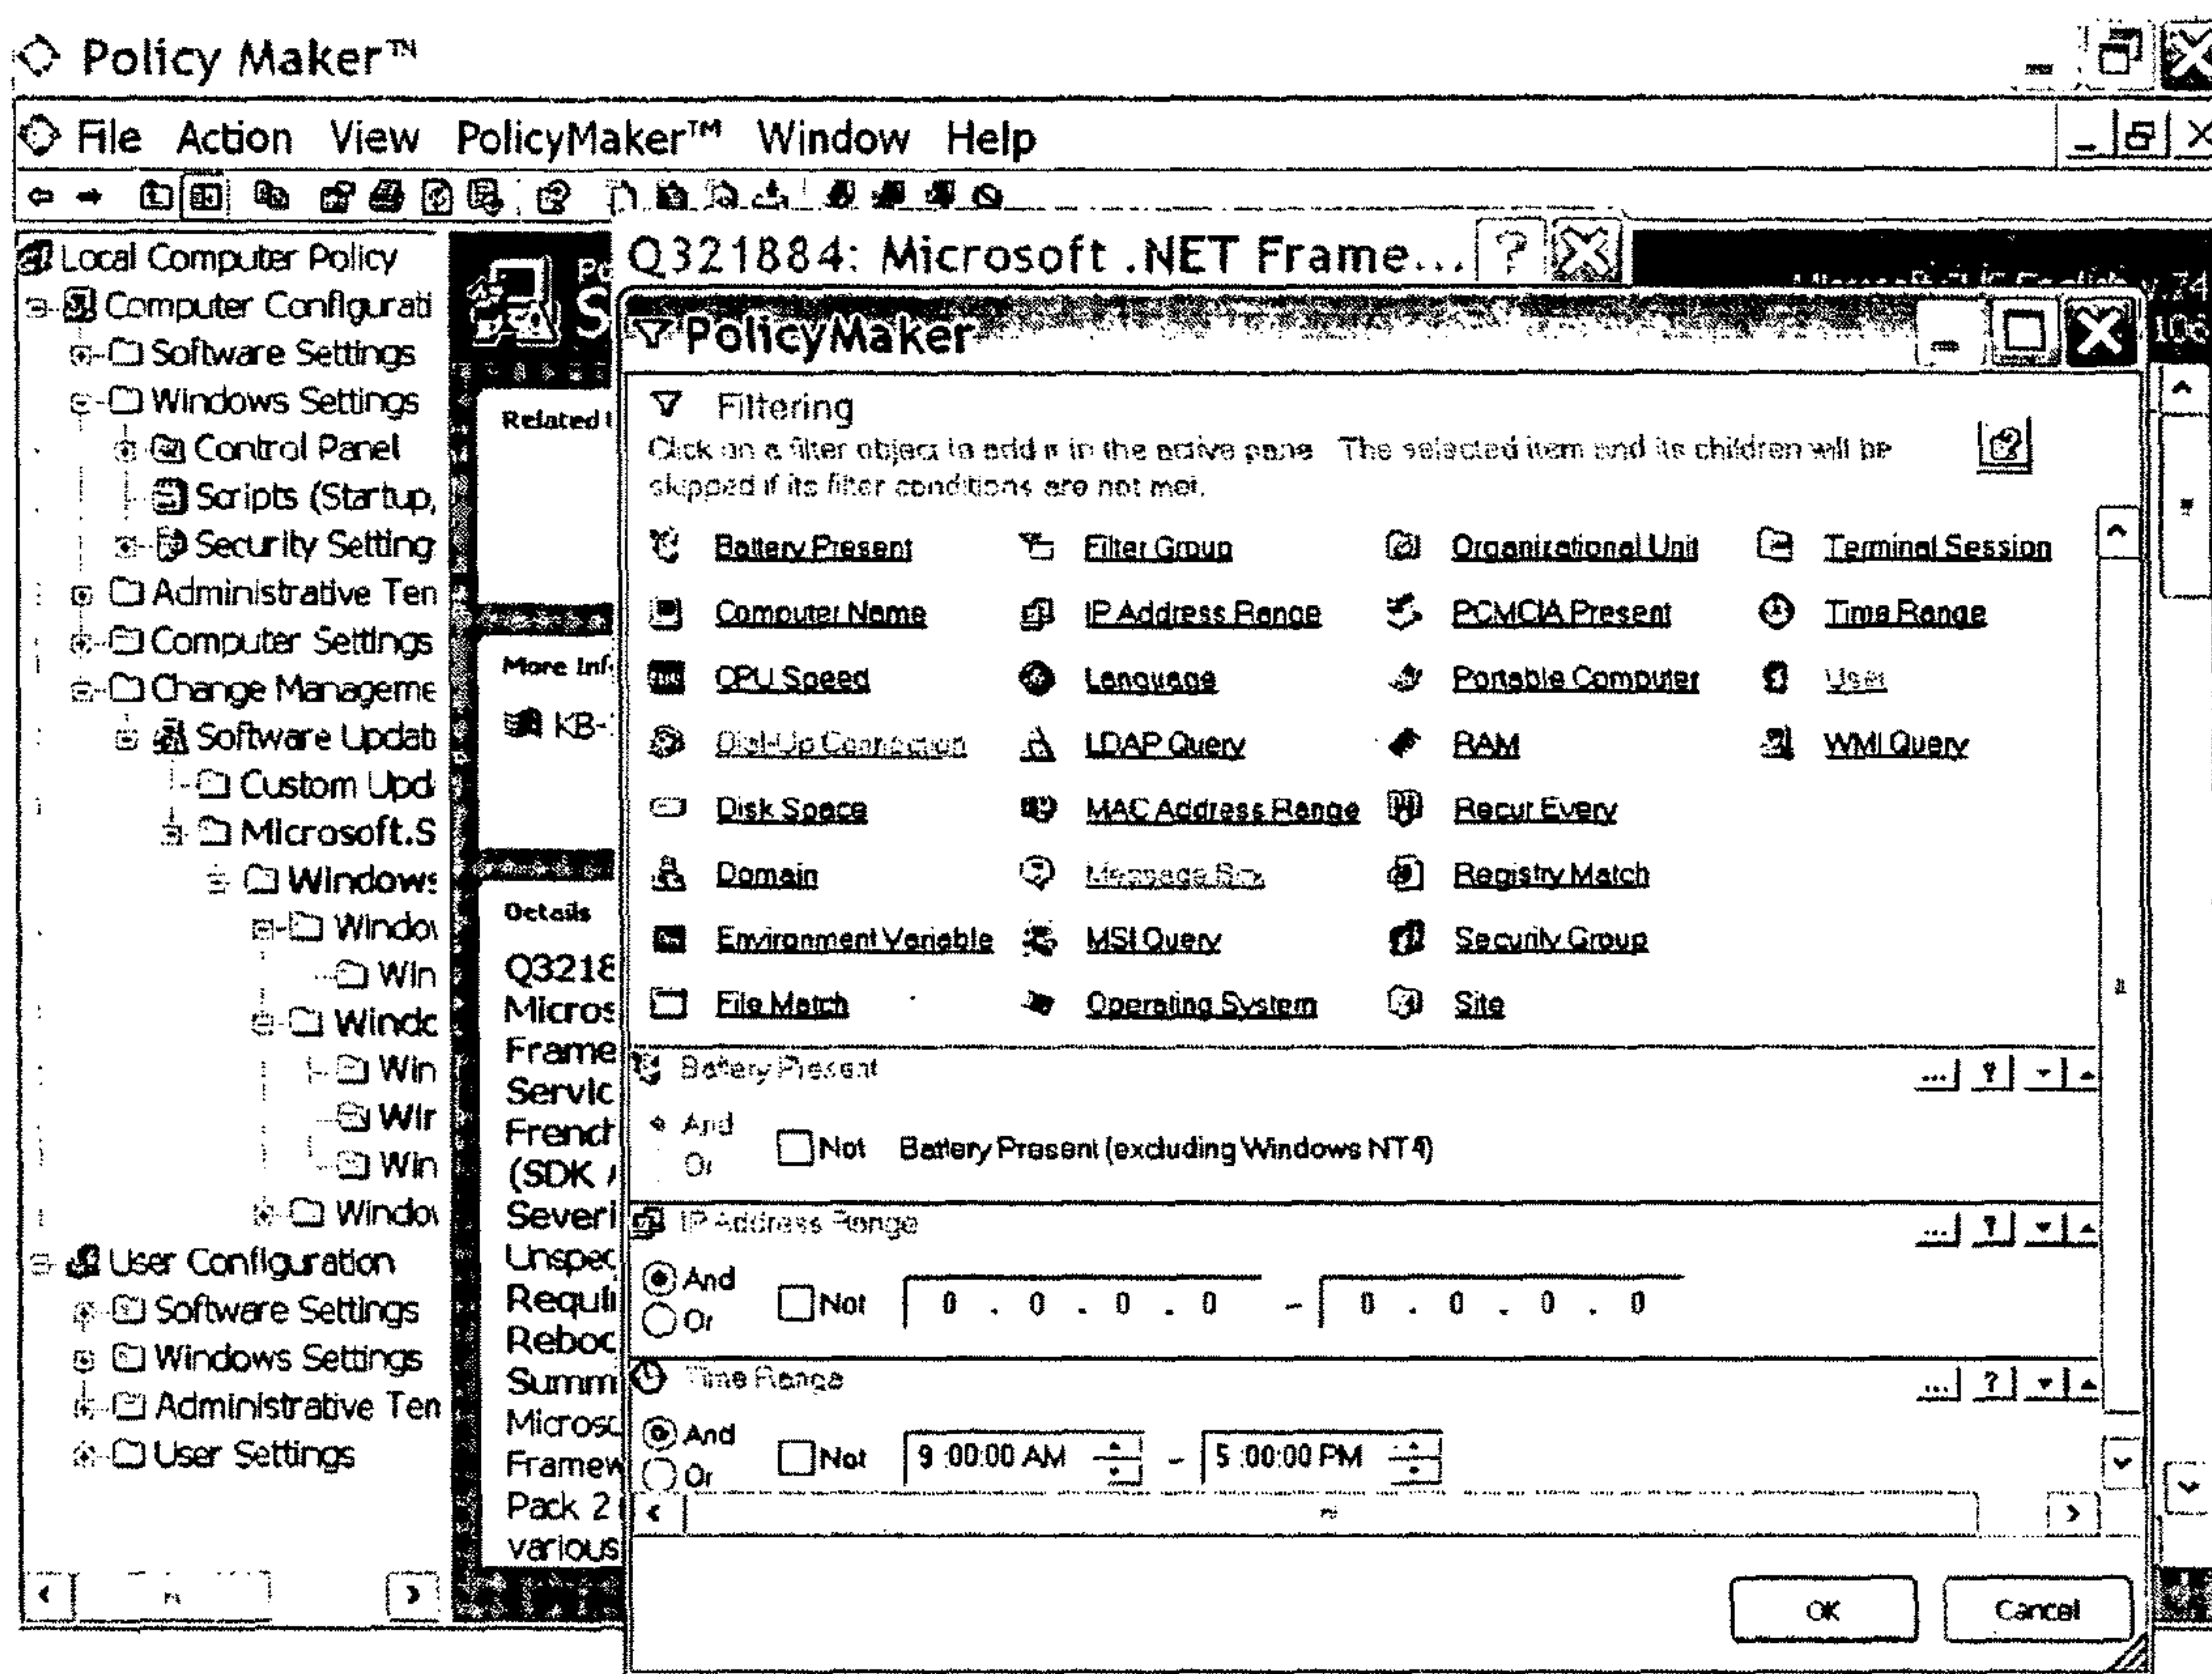 Policy Maker™
File Action View PolicyMaker™ Window Help
Local Computer Policy
Computer Configurati
Software Settings
Windows Settings
Control Panel
Scripts (Startup,
Security Setting
Administrative Ten
Computer Settings
Change Manageme
Software Updat
Custom Upd
Microsoft.S
Windows
Window
Win
Windo
Win
Win
Win
Window
User Configuration
Software Settings
Windows Settings
Administrative Ten
User Settings
Related
More Inf
KB-
Details
Q3218
Micros
Frame
Servic
French
(SDK
Severi
Unspec
Requi
Reboo
Summ
Microso
Framew
Pack 2
various
Q321884: Microsoft .NET Frame...
PolicyMaker
Filtering
Click on a filter object to add it in the active pane. The selected item and its children will be
skipped if its filter conditions are not met.
Battery Present Filter Group Organizational Unit Terminal Session
Computer Name IP Address Range PCMCIA Present Time Range
CPU Speed Language Portable Computer User
Dial-Up Connection LDAP Query RAM WMI Query
Disk Space MAC Address Range Recur Every
Domain Message Box Registry Match
Environment Variable MSI Query Security Group
File Match Operating System Site
Battery Present
And
Or
Not Battery Present (excluding Windows NT4)
IP Address Range
And
Or
Not 0 . 0 . 0 . 0 – 0 . 0 . 0 . 0
Time Range
And
Or
Not 9:00:00 AM – 5:00:00 PM
OK Cancel